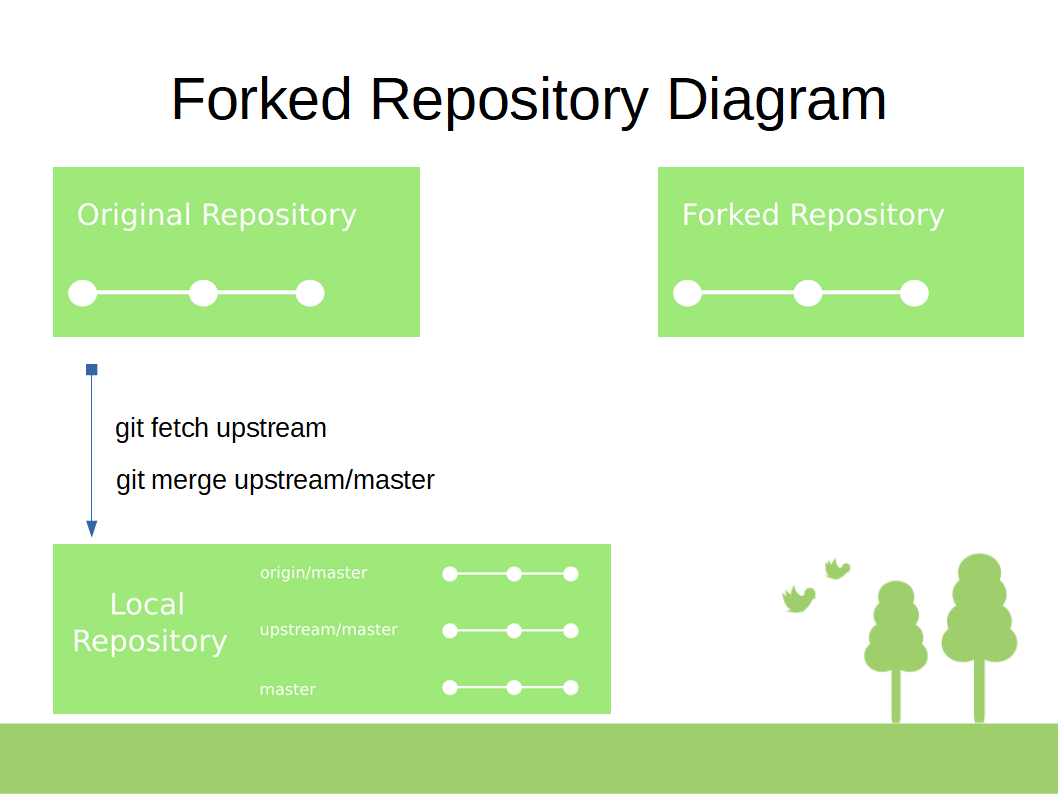 Forked Repository Diagram
Original Repository
Forked Repository
git fetch upstream
git merge upstream/master
Local
Repository
origin/master
upstream/master
master